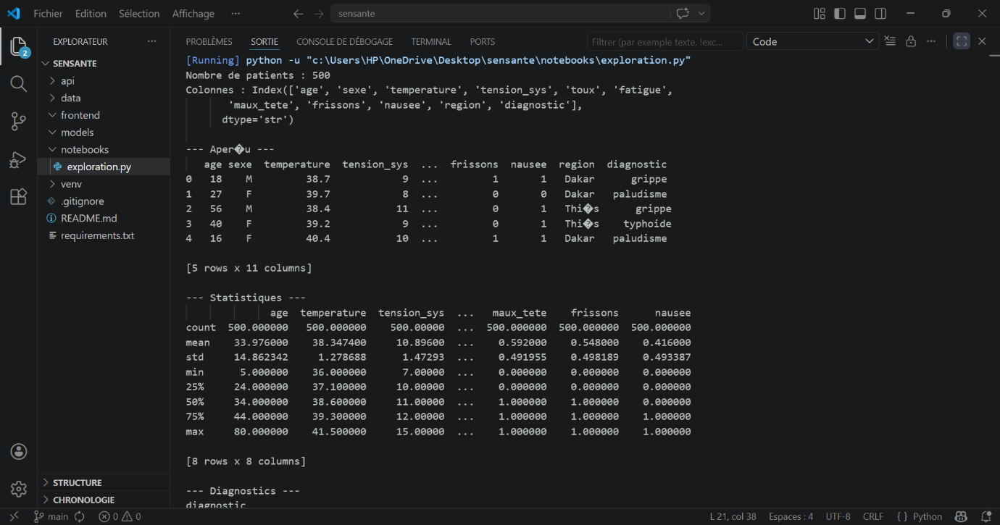 Fichier Edition Sélection Affichage ··· sensante
EXPLORATEUR ···
2
SENSANTE
api
data
frontend
models
notebooks
exploration.py
venv
.gitignore
README.md
requirements.txt
STRUCTURE
CHRONOLOGIE
PROBLÈMES SORTIE CONSOLE DE DÉBOGAGE TERMINAL PORTS Filtrer (par exemple texte, !exc... Code ···
[Running] python -u "c:\Users\HP\OneDrive\Desktop\sensante\notebooks\exploration.py"
Nombre de patients : 500
Colonnes : Index(['age', 'sexe', 'temperature', 'tension_sys', 'toux', 'fatigue',
'maux_tete', 'frissons', 'nausee', 'region', 'diagnostic'],
dtype='str')
--- Aper�u ---
age sexe temperature tension_sys ... frissons nausee region diagnostic
0 18 M 38.7 9 ... 1 1 Dakar grippe
1 27 F 39.7 8 ... 0 0 Dakar paludisme
2 56 M 38.4 11 ... 0 1 Thi�s grippe
3 40 F 39.2 9 ... 0 1 Thi�s typhoide
4 16 F 40.4 10 ... 1 1 Dakar paludisme
[5 rows x 11 columns]
--- Statistiques ---
age temperature tension_sys ... maux_tete frissons nausee
count 500.000000 500.000000 500.00000 ... 500.000000 500.000000 500.000000
mean 33.976000 38.347400 10.89600 ... 0.592000 0.548000 0.416000
std 14.862342 1.278688 1.47293 ... 0.491955 0.498189 0.493387
min 5.000000 36.000000 7.00000 ... 0.000000 0.000000 0.000000
25% 24.000000 37.100000 10.00000 ... 0.000000 0.000000 0.000000
50% 34.000000 38.600000 11.00000 ... 1.000000 1.000000 0.000000
75% 44.000000 39.300000 12.00000 ... 1.000000 1.000000 1.000000
max 80.000000 41.500000 15.00000 ... 1.000000 1.000000 1.000000
[8 rows x 8 columns]
--- Diagnostics ---
diagnostic
main 0 0 L 21, col 38 Espaces : 4 UTF-8 CRLF { } Python